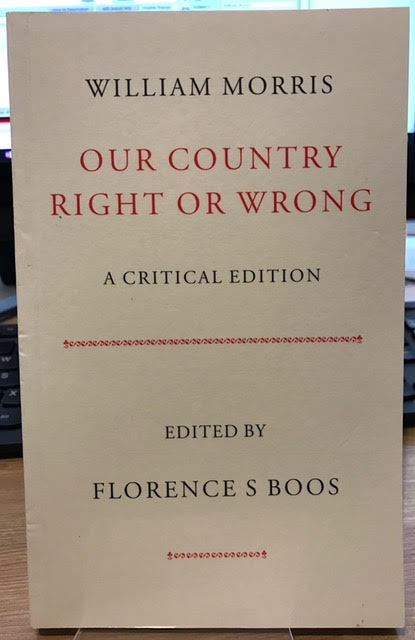 WILLIAM MORRIS
OUR COUNTRY
RIGHT OR WRONG
A CRITICAL EDITION
EDITED BY
FLORENCE S BOOS